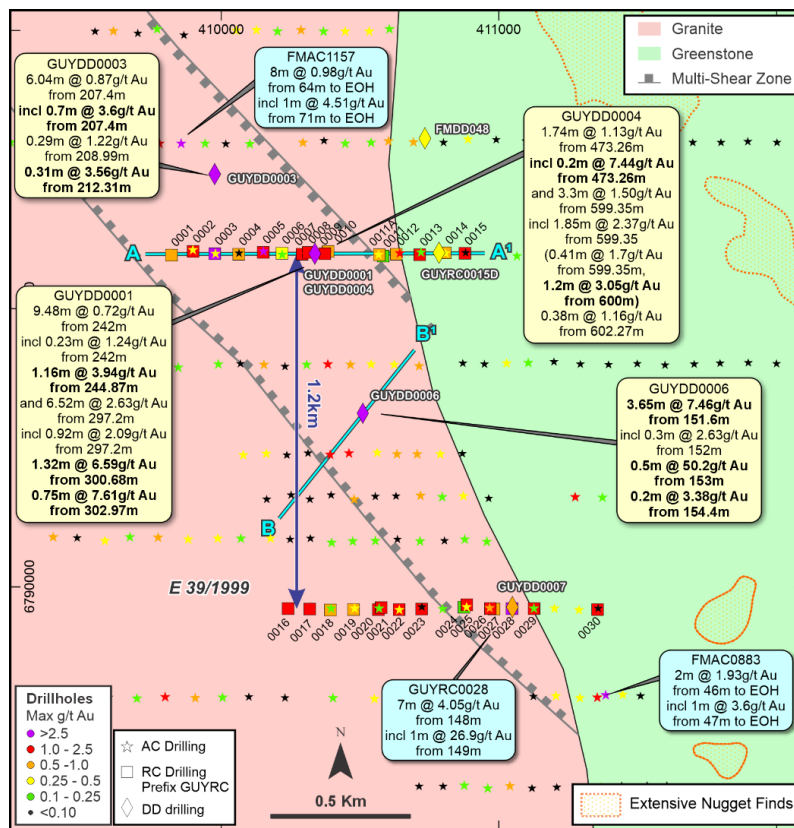 410000
411000
Granite
Greenstone
Multi-Shear Zone
GUYDD0003
6.04m @ 0.87g/t Au
from 207.4m
incl 0.7m @ 3.6g/t Au
from 207.4m
0.29m @ 1.22g/t Au
from 208.99m
0.31m @ 3.56g/t Au
from 212.31m
FMAC1157
8m @ 0.98g/t Au
from 64m to EOH
incl 1m @ 4.51g/t Au
from 71m to EOH
GUYDD0004
1.74m @ 1.13g/t Au
from 473.26m
incl 0.2m @ 7.44g/t Au
from 473.26m
and 3.3m @ 1.50g/t Au
from 599.35m
incl 1.85m @ 2.37g/t Au
from 599.35
(0.41m @ 1.7g/t Au
from 599.35m,
1.2m @ 3.05g/t Au
from 600m)
0.38m @ 1.16g/t Au
from 602.27m
FMDD048
GUYDD0003
A
0001
0002
0003
0004
0005
0006
0007
0008
0009
0010
0011A
0012
0013
0014
0015
A1
GUYDD0001
GUYDD0004
GUYRC0015D
GUYDD0001
9.48m @ 0.72g/t Au
from 242m
incl 0.23m @ 1.24g/t Au
from 242m
1.16m @ 3.94g/t Au
from 244.87m
and 6.52m @ 2.63g/t Au
from 297.2m
incl 0.92m @ 2.09g/t Au
from 297.2m
1.32m @ 6.59g/t Au
from 300.68m
0.75m @ 7.61g/t Au
from 302.97m
B1
1.2km
GUYDD0006
GUYDD0006
3.65m @ 7.46g/t Au
from 151.6m
incl 0.3m @ 2.63g/t Au
from 152m
0.5m @ 50.2g/t Au
from 153m
0.2m @ 3.38g/t Au
from 154.4m
B
6790000
E 39/1999
GUYDD0007
0016
0017
0018
0019
0020
0021
0022
0023
0024
0025
0026
0027
0028
0029
0030
GUYRC0028
7m @ 4.05g/t Au
from 148m
incl 1m @ 26.9g/t Au
from 149m
FMAC0883
2m @ 1.93g/t Au
from 46m to EOH
incl 1m @ 3.6g/t Au
from 47m to EOH
Drillholes
Max g/t Au
>2.5
1.0 - 2.5
0.5 -1.0
0.25 - 0.5
0.1 - 0.25
<0.10
AC Drilling
RC Drilling
Prefix GUYRC
DD drilling
N
0.5 Km
Extensive Nugget Finds